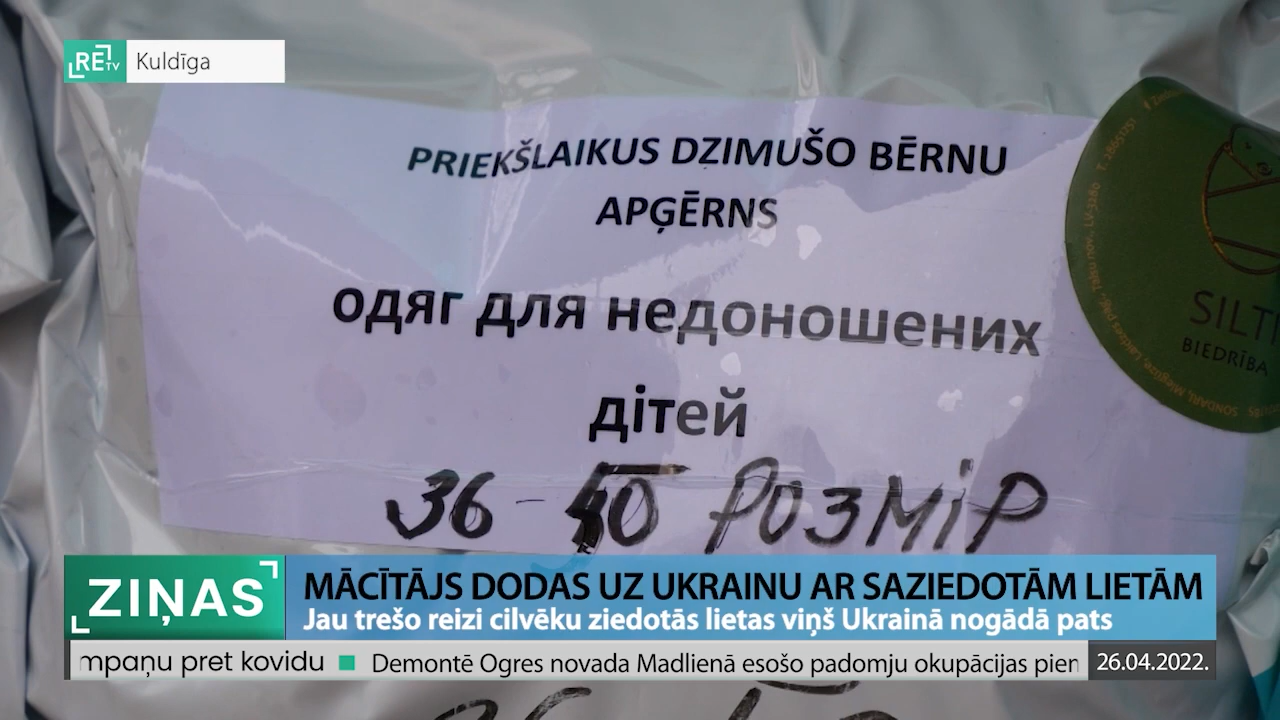 RE TV
Kuldīga
PRIEKŠLAIKUS DZIMUŠO BĒRNU
APĢĒRNS
одяг для недоношених
дітей
36 - 50 розмір
SILT
BIEDRĪBA
ZIŅAS
MĀCĪTĀJS DODAS UZ UKRAINU AR SAZIEDOTĀM LIETĀM
Jau trešo reizi cilvēku ziedotās lietas viņš Ukrainā nogādā pats
mpaņu pret kovidu ■ Demontē Ogres novada Madlienā esošo padomju okupācijas pien
26.04.2022.